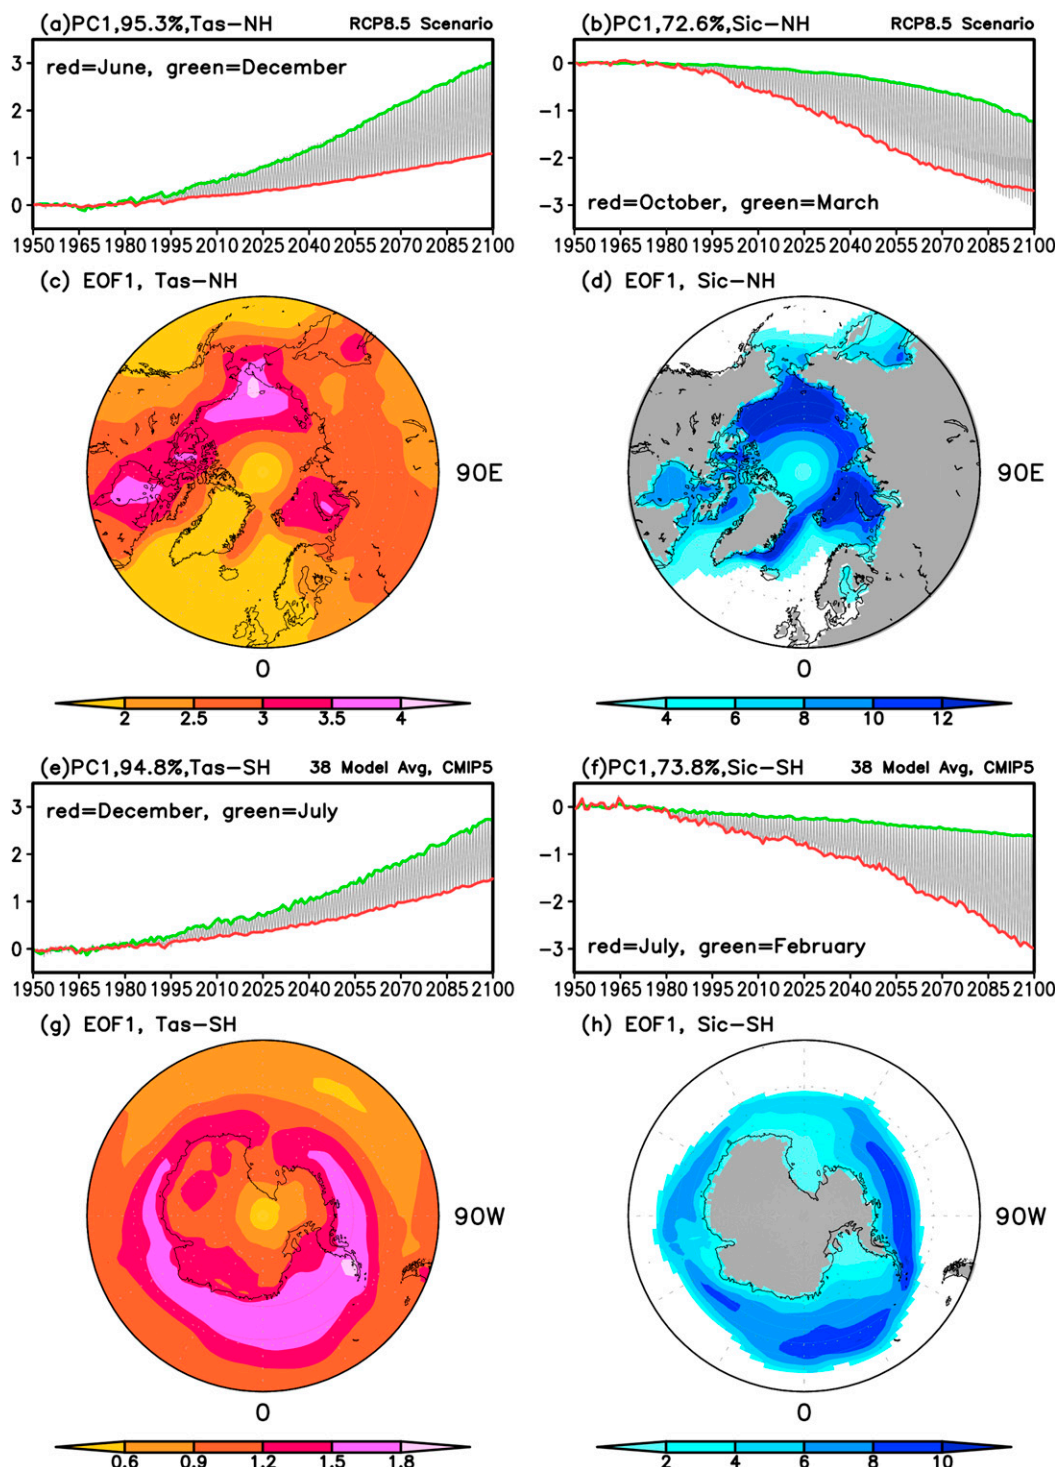 (a)PC1,95.3%,Tas-NH RCP8.5 Scenario
red=June, green=December
3
2
1
0
1950 1965 1980 1995 2010 2025 2040 2055 2070 2085 2100
(b)PC1,72.6%,Sic-NH RCP8.5 Scenario
0
-1
-2
-3
red=October, green=March
1950 1965 1980 1995 2010 2025 2040 2055 2070 2085 2100
(c) EOF1, Tas-NH
90E
0
2 2.5 3 3.5 4
(d) EOF1, Sic-NH
90E
0
4 6 8 10 12
(e)PC1,94.8%,Tas-SH 38 Model Avg, CMIP5
red=December, green=July
3
2
1
0
1950 1965 1980 1995 2010 2025 2040 2055 2070 2085 2100
(f)PC1,73.8%,Sic-SH 38 Model Avg, CMIP5
0
-1
-2
-3
red=July, green=February
1950 1965 1980 1995 2010 2025 2040 2055 2070 2085 2100
(g) EOF1, Tas-SH
90W
0
0.6 0.9 1.2 1.5 1.8
(h) EOF1, Sic-SH
90W
0
2 4 6 8 10